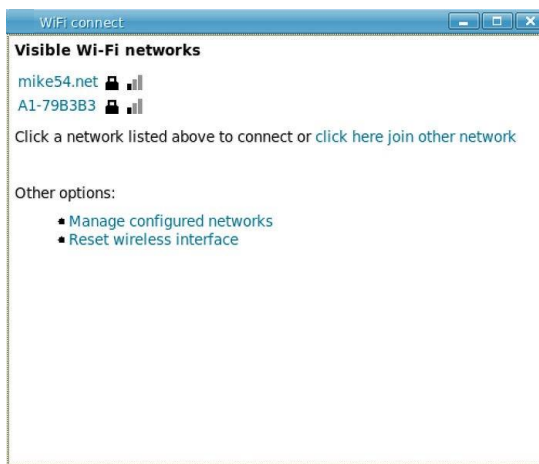 WiFi connect
Visible Wi-Fi networks
mike54.net
A1-79B3B3
Click a network listed above to connect or click here join other network
Other options:
Manage configured networks
Reset wireless interface